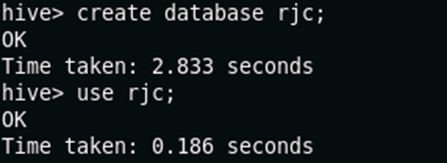 hive> create database rjc;
OK
Time taken: 2.833 seconds
hive> use rjc;
OK
Time taken: 0.186 seconds